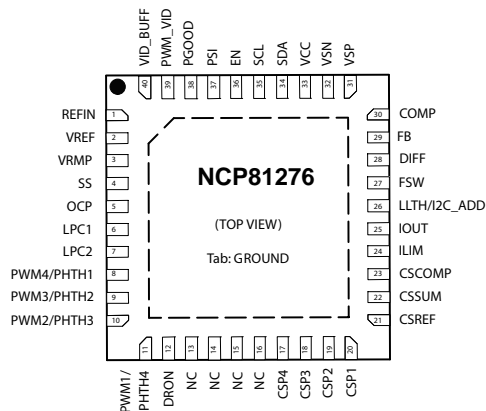 VID_BUFF
PWM_VID
PGOOD
PSI
EN
SCL
SDA
VCC
VSN
VSP
40
39
38
37
36
35
34
33
32
31
REFIN 1
VREF 2
VRMP 3
SS 4
OCP 5
LPC1 6
LPC2 7
PWM4/PHTH1 8
PWM3/PHTH2 9
PWM2/PHTH3 10
NCP81276
(TOP VIEW)
Tab: GROUND
30 COMP
29 FB
28 DIFF
27 FSW
26 LLTH/I2C_ADD
25 IOUT
24 ILIM
23 CSCOMP
22 CSSUM
21 CSREF
11
12
13
14
15
16
17
18
19
20
PWM1/
PHTH4
DRON
NC
NC
NC
NC
CSP4
CSP3
CSP2
CSP1